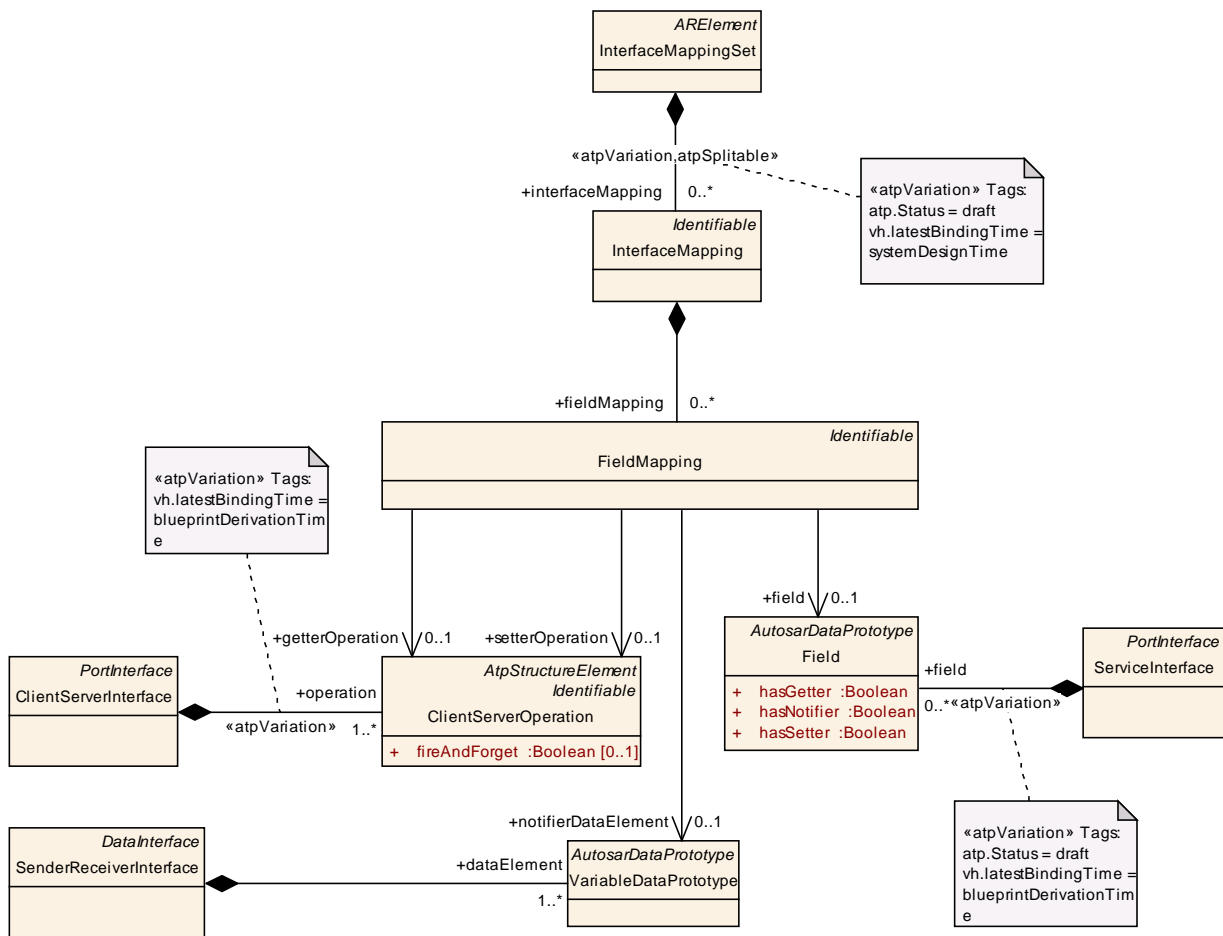 ARElement
InterfaceMappingSet
«atpVariation,atpSplitable»
+interfaceMapping 0..*
«atpVariation» Tags:
atp.Status = draft
vh.latestBindingTime =
systemDesignTime
Identifiable
InterfaceMapping
+fieldMapping 0..*
Identifiable
FieldMapping
«atpVariation» Tags:
vh.latestBindingTime =
blueprintDerivationTim
e
+getterOperation 0..1
+setterOperation 0..1
+field 0..1
PortInterface
ClientServerInterface
+operation
«atpVariation» 1..*
AtpStructureElement
Identifiable
ClientServerOperation
+ fireAndForget :Boolean [0..1]
AutosarDataPrototype
Field
+ hasGetter :Boolean
+ hasNotifier :Boolean
+ hasSetter :Boolean
+field
0..* «atpVariation»
PortInterface
ServiceInterface
«atpVariation» Tags:
atp.Status = draft
vh.latestBindingTime =
blueprintDerivationTim
e
+notifierDataElement 0..1
DataInterface
SenderReceiverInterface
+dataElement
1..*
AutosarDataPrototype
VariableDataPrototype